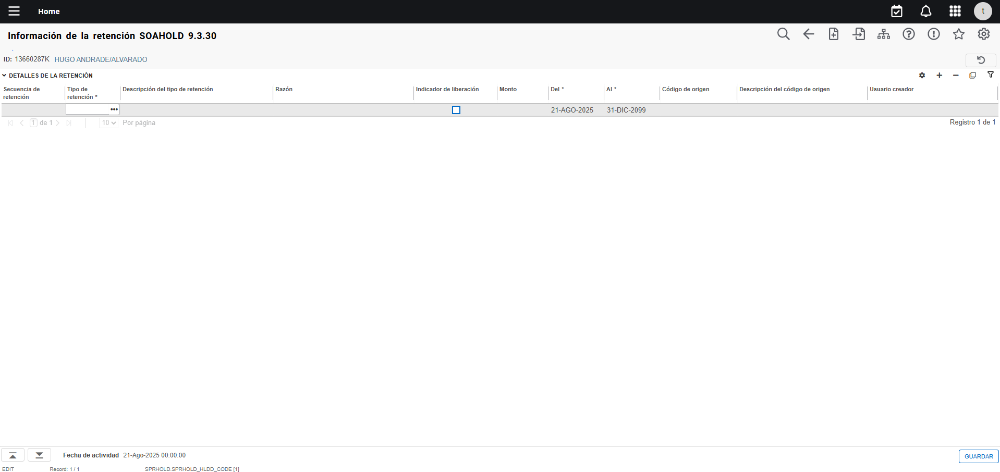 Home
t
Información de la retención SOAHOLD 9.3.30
ID: 13660287K HUGO ANDRADE/ALVARADO
DETALLES DE LA RETENCIÓN
Secuencia de retención
Tipo de retención *
Descripción del tipo de retención
Razón
Indicador de liberación
Monto
Del *
Al *
Código de origen
Descripción del código de origen
Usuario creador
21-AGO-2025
31-DIC-2099
1 de 1
10
Por página
Registro 1 de 1
Fecha de actividad 21-Ago-2025 00:00:00
GUARDAR
EDIT
Record: 1 / 1
SPRHOLD.SPRHOLD_HLDD_CODE [1]